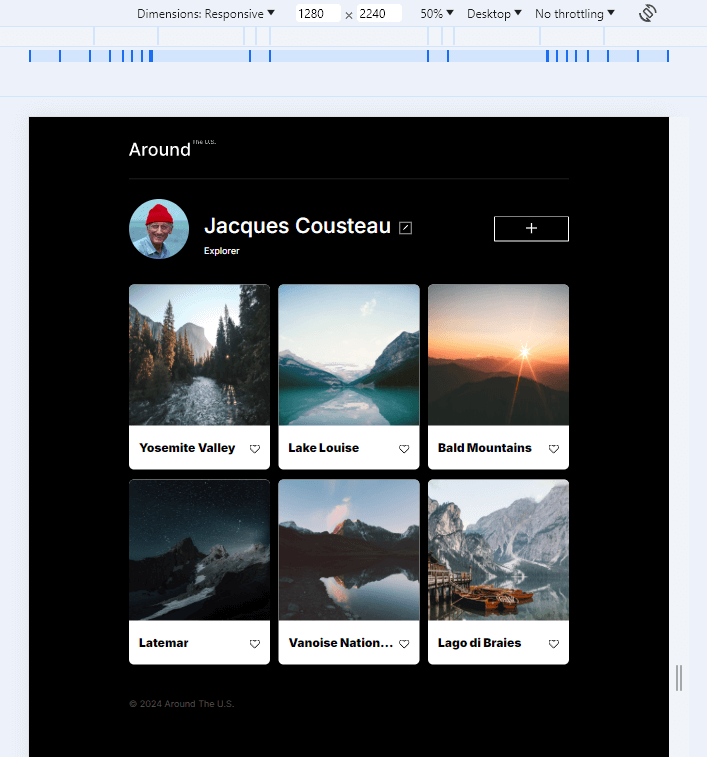 Dimensions: Responsive 1280 × 2240 50% Desktop No throttling
Around The U.S.
Jacques Cousteau
Explorer
Yosemite Valley
Lake Louise
Bald Mountains
Latemar
Vanoise Nation...
Lago di Braies
© 2024 Around The U.S.